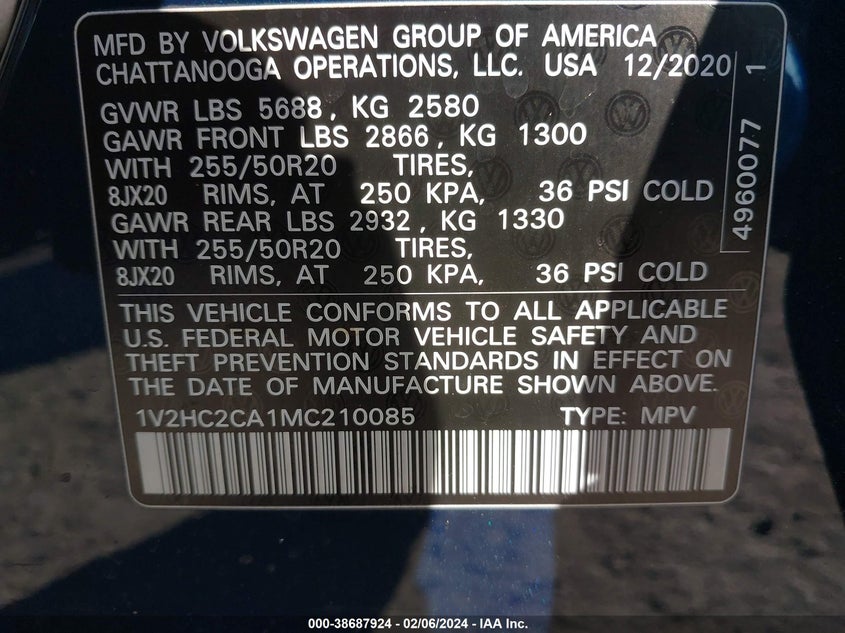 MFD BY VOLKSWAGEN GROUP OF AMERICA
CHATTANOOGA OPERATIONS, LLC. USA 12/2020
GVWR LBS 5688, KG 2580
GAWR FRONT LBS 2866, KG 1300
WITH 255/50R20 TIRES,
8JX20 RIMS, AT 250 KPA, 36 PSI COLD
GAWR REAR LBS 2932, KG 1330
WITH 255/50R20 TIRES,
8JX20 RIMS, AT 250 KPA, 36 PSI COLD
4960077 1
THIS VEHICLE CONFORMS TO ALL APPLICABLE
U.S. FEDERAL MOTOR VEHICLE SAFETY AND
THEFT PREVENTION STANDARDS IN EFFECT ON
THE DATE OF MANUFACTURE SHOWN ABOVE.
1V2HC2CA1MC210085 TYPE: MPV
000-38687924 - 02/06/2024 - IAA Inc.